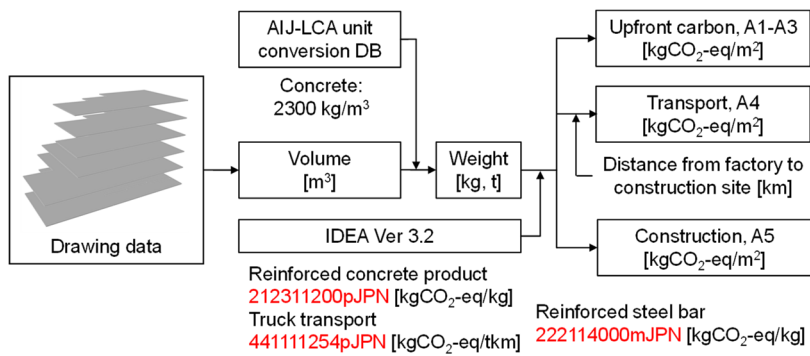 AIJ-LCA unit
conversion DB
Concrete:
2300 kg/m³
Drawing data
Volume
[m³]
Weight
[kg, t]
IDEA Ver 3.2
Reinforced concrete product
212311200pJPN [kgCO₂-eq/kg]
Truck transport
441111254pJPN [kgCO₂-eq/tkm]
Upfront carbon, A1-A3
[kgCO₂-eq/m²]
Transport, A4
[kgCO₂-eq/m²]
Distance from factory to
construction site [km]
Construction, A5
[kgCO₂-eq/m²]
Reinforced steel bar
222114000mJPN [kgCO₂-eq/kg]